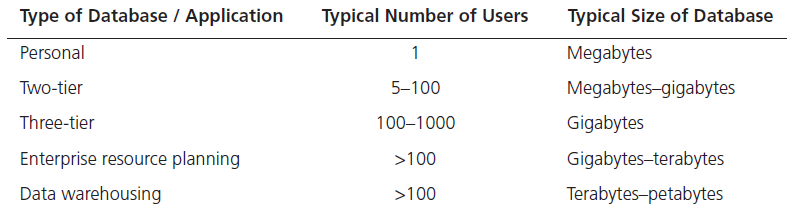 Type of Database / Application Typical Number of Users Typical Size of Database
Personal 1 Megabytes
Two-tier 5–100 Megabytes–gigabytes
Three-tier 100–1000 Gigabytes
Enterprise resource planning >100 Gigabytes–terabytes
Data warehousing >100 Terabytes–petabytes